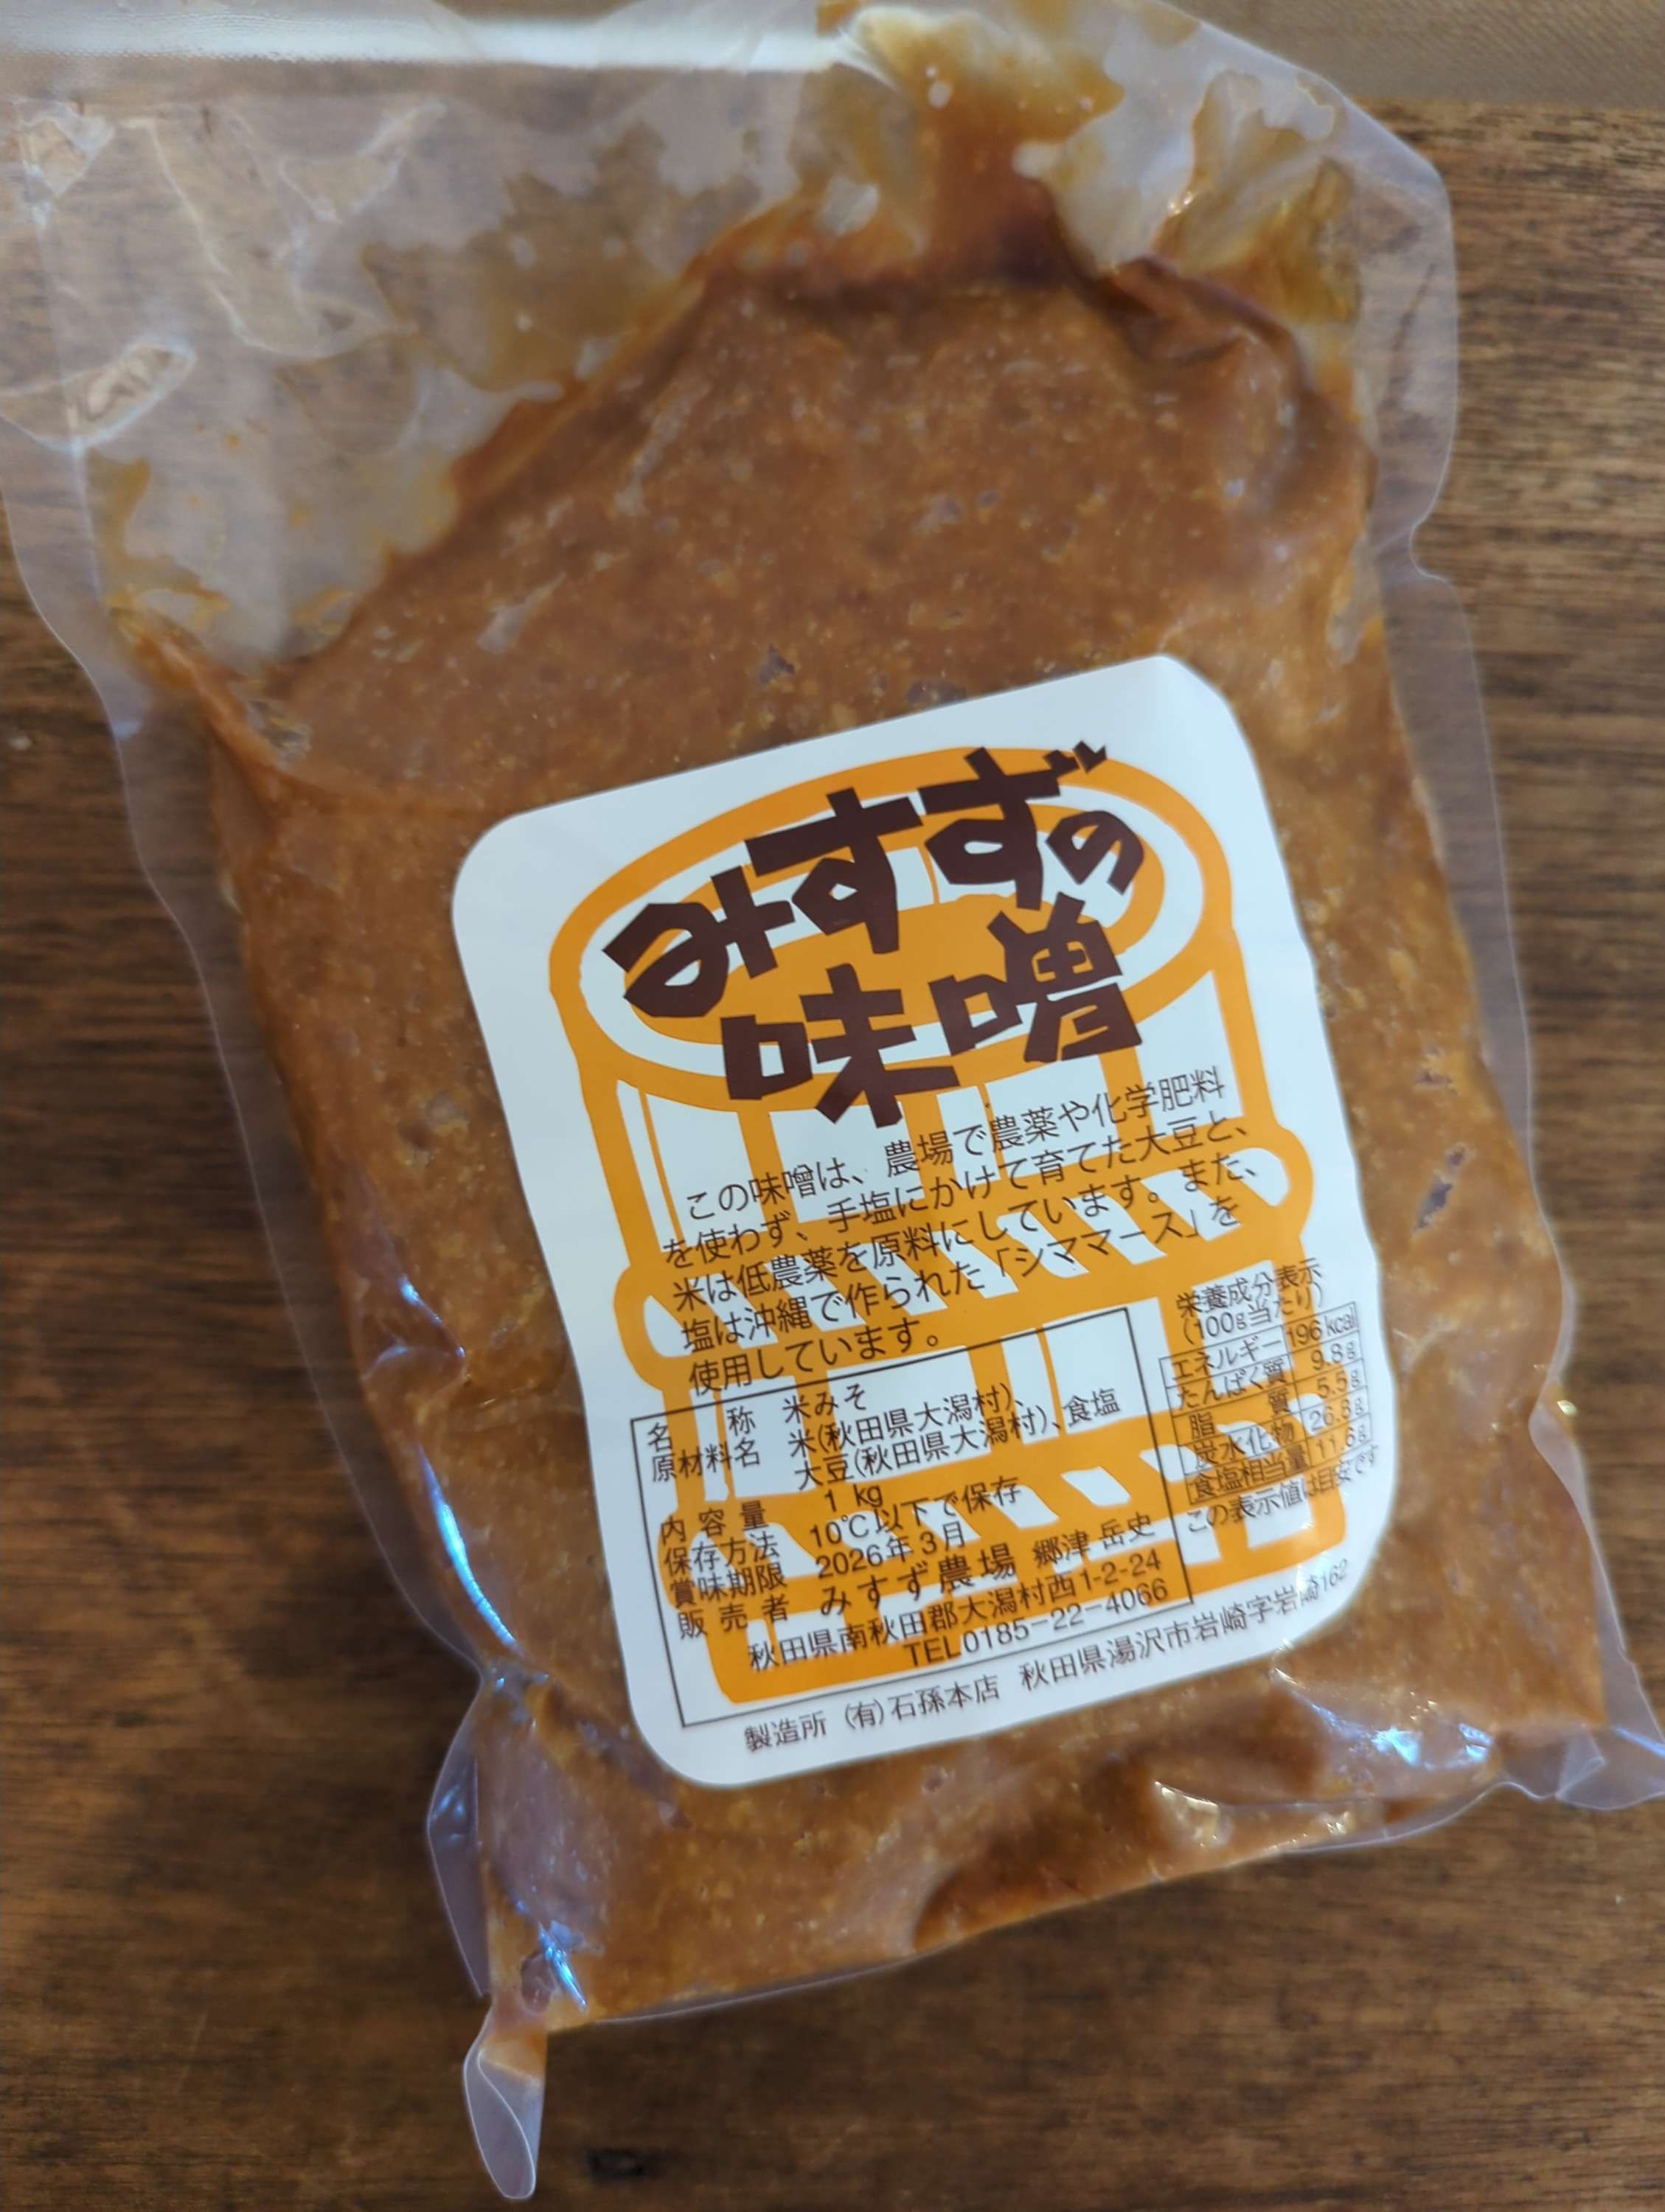 みすずの
味噌
この味噌は、農場で農薬や化学肥料
を使わず、手塩にかけて育てた大豆と、
米は低農薬を原料にしています。また、
塩は沖縄で作られた「シママース」を
使用しています。
名称 米みそ
原材料名 米(秋田県大潟村)、
大豆(秋田県大潟村)、食塩
内容量 1 kg
保存方法 10℃以下で保存
賞味期限 2026年3月
販売者 みすず農場 郷津 岳史
秋田県南秋田郡大潟村西1-2-24
TEL0185-22-4066
栄養成分表示
(100g当たり)
エネルギー 196 kcal
たんぱく質 9.8g
脂質 5.5g
炭水化物 26.8g
食塩相当量 11.6g
この表示値は目安です
製造所 (有)石孫本店 秋田県湯沢市岩崎字岩崎162